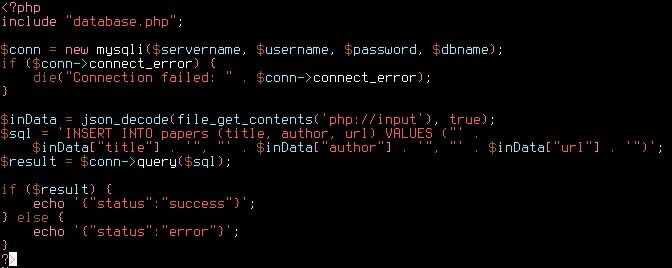 <?php
include "database.php";
$conn = new mysqli($servername, $username, $password, $dbname);
if ($conn->connect_error) {
    die("Connection failed: " . $conn->connect_error);
}
$inData = json_decode(file_get_contents('php://input'), true);
$sql = 'INSERT INTO papers (title, author, url) VALUES ("' .
    $inData["title"] . '", "' . $inData["author"] . '", "' . $inData["url"] . '")';
$result = $conn->query($sql);
if ($result) {
    echo '{"status":"success"}';
} else {
    echo '{"status":"error"}';
}
?>